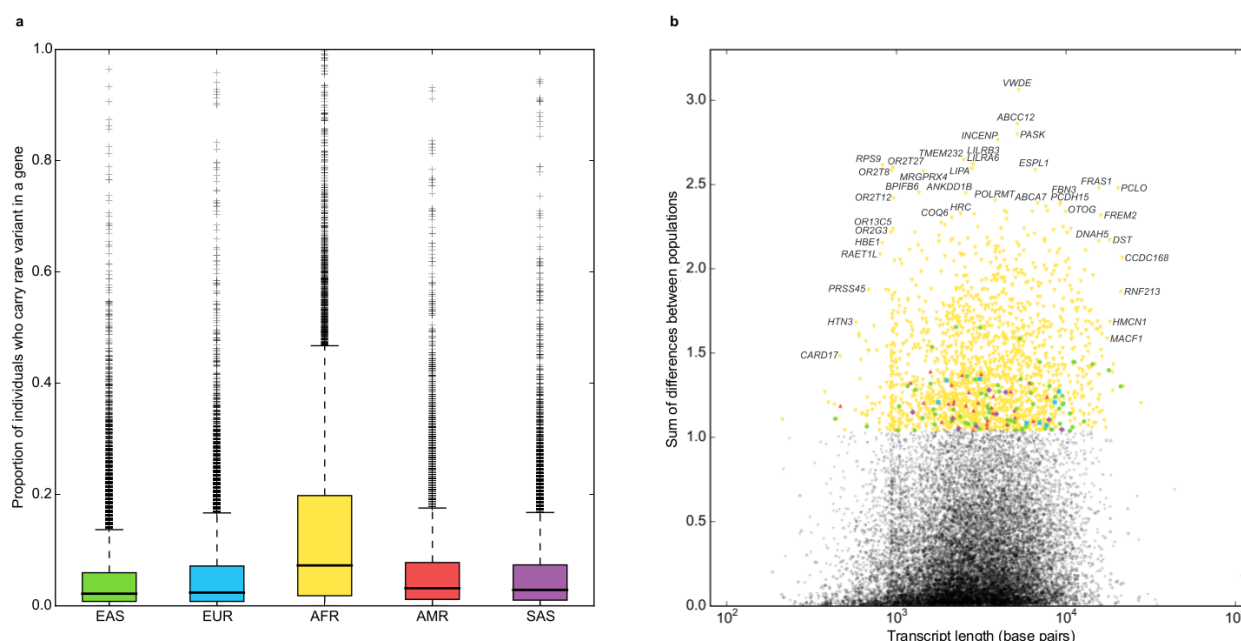 a
b
Proportion of individuals who carry rare variant in a gene
1.0
0.8
0.6
0.4
0.2
0.0
EAS
EUR
AFR
AMR
SAS
Sum of differences between populations
3.0
2.5
2.0
1.5
1.0
0.5
0.0
VWDE
ABCC12
PASK
INCENP
TMEM232
LILRB3
LILRA6
RPS9
OR2T27
OR2T8
MRGPRX4
LIPA
ESPL1
BPIFB6
ANKDD1B
OR2T12
POLRMT
ABCA7
FBN3
PCDH15
FRAS1
PCLO
COQ6
HRC
OTOG
FREM2
OR13C5
OR2G3
HBE1
RAET1L
DNAH5
DST
CCDC168
PRSS45
RNF213
HTN3
HMCN1
MACF1
CARD17
10²
10³
10⁴
Transcript length (base pairs)